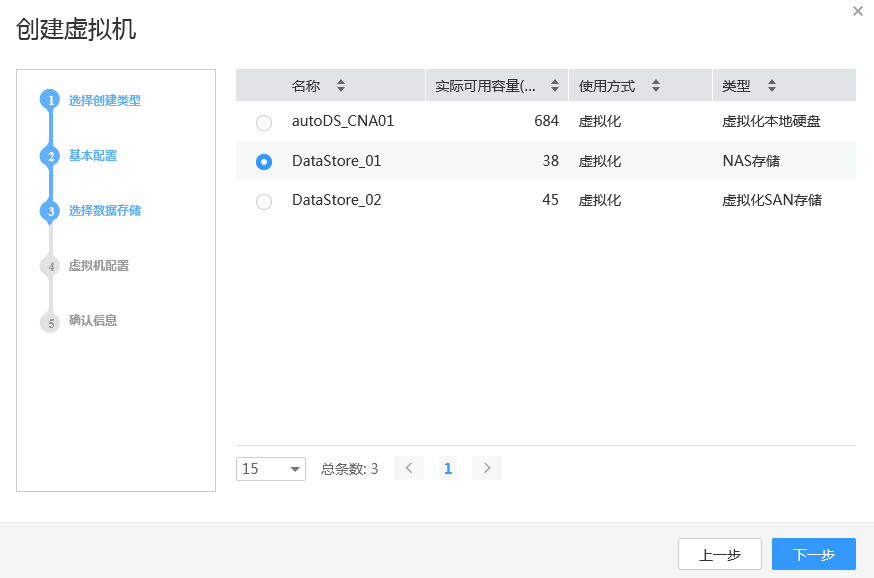 创建虚拟机
1 选择创建类型
2 基本配置
3 选择数据存储
4 虚拟机配置
5 确认信息
名称 实际可用容量(... 使用方式 类型
autoDS_CNA01 684 虚拟化 虚拟化本地硬盘
DataStore_01 38 虚拟化 NAS存储
DataStore_02 45 虚拟化 虚拟化SAN存储
15 总条数: 3 < 1 >
上一步 下一步